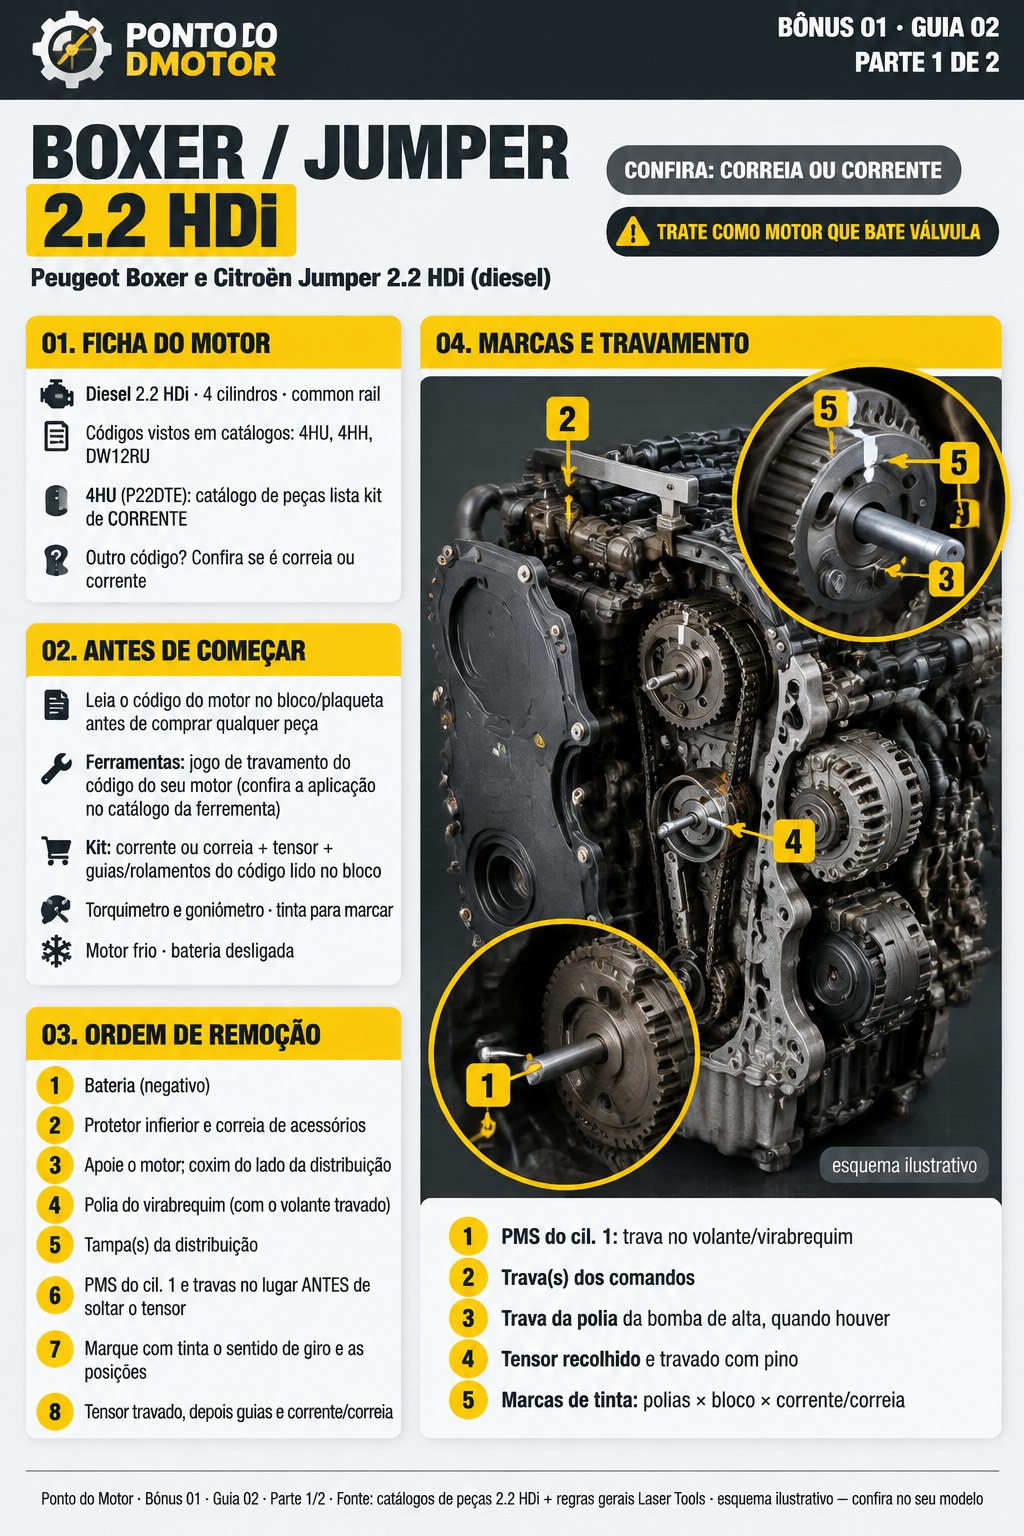 PONTO DO
DMOTOR
BÔNUS 01 · GUIA 02
PARTE 1 DE 2
BOXER / JUMPER
2.2 HDi
Peugeot Boxer e Citroën Jumper 2.2 HDi (diesel)
CONFIRA: CORREIA OU CORRENTE
TRATE COMO MOTOR QUE BATE VÁLVULA
01. FICHA DO MOTOR
Diesel 2.2 HDi · 4 cilindros · common rail
Códigos vistos em catálogos: 4HU, 4HH,
DW12RU
4HU (P22DTE): catálogo de peças lista kit
de CORRENTE
Outro código? Confira se é correia ou
corrente
02. ANTES DE COMEÇAR
Leia o código do motor no bloco/plaqueta
antes de comprar qualquer peça
Ferramentas: jogo de travamento do
código do seu motor (confira a aplicação
no catálogo da ferrementa)
Kit: corrente ou correia + tensor +
guias/rolamentos do código lido no bloco
Torquimetro e goniómetro · tinta para marcar
Motor frio · bateria desligada
03. ORDEM DE REMOÇÃO
1 Bateria (negativo)
2 Protetor infierior e correia de acessórios
3 Apoie o motor; coxim do lado da distribuição
4 Polia do virabrequim (com o volante travado)
5 Tampa(s) da distribuição
6 PMS do cil. 1 e travas no lugar ANTES de
soltar o tensor
7 Marque com tinta o sentido de giro e as
posições
8 Tensor travado, depois guias e corrente/correia
04. MARCAS E TRAVAMENTO
2
5
5
3
4
1
esquema ilustrativo
1 PMS do cil. 1: trava no volante/virabrequim
2 Trava(s) dos comandos
3 Trava da polia da bomba de alta, quando houver
4 Tensor recolhido e travado com pino
5 Marcas de tinta: polias × bloco × corrente/correia
Ponto do Motor · Bónus 01 · Guia 02 · Parte 1/2 · Fonte: catálogos de peças 2.2 HDi + regras gerais Laser Tools · esquema ilustrativo — confira no seu modelo